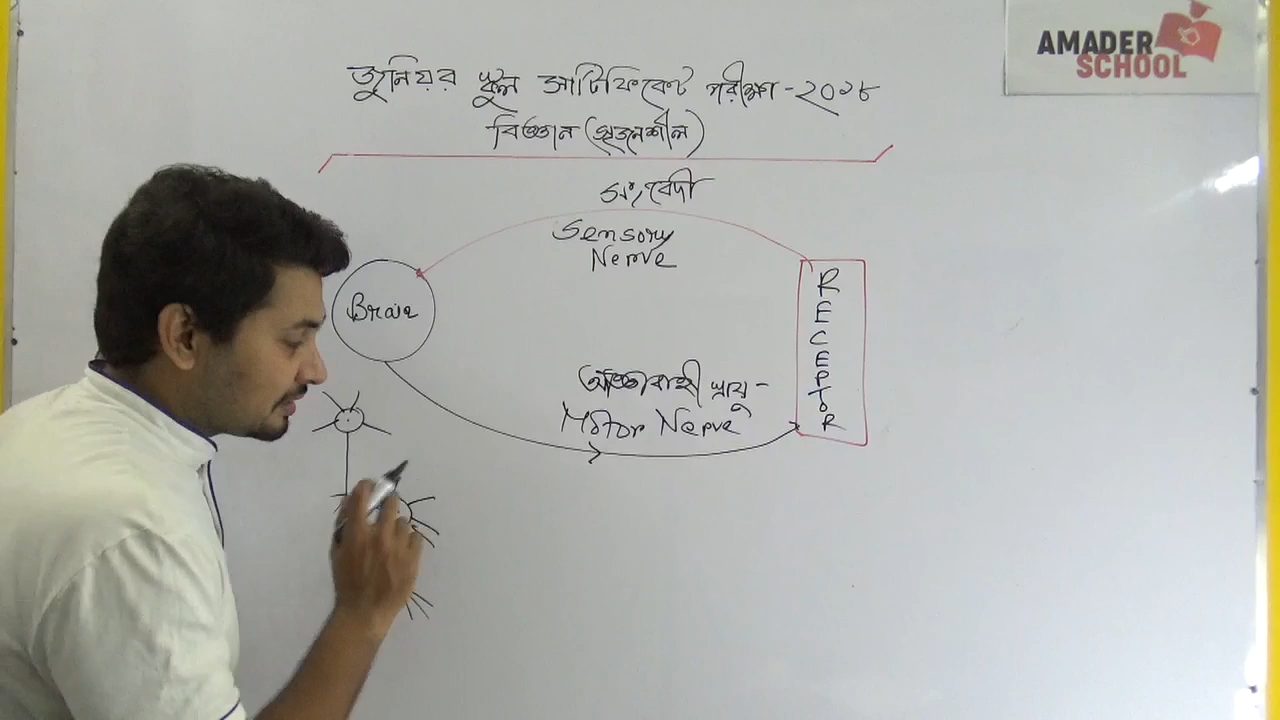 AMADER
SCHOOL
জুনিয়র স্কুল সার্টিফিকেট পরীক্ষা - ২০১৮
বিজ্ঞান (সৃজনশীল)
সংবেদী
Sensory
Nerve
Brain
RECEPTOR
আজ্ঞাবাহী স্নায়ু -
Motor Nerve